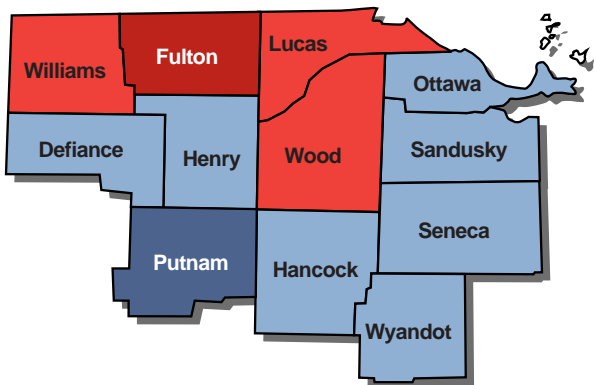 Lucas
Fulton
Williams
Ottawa
Defiance
Henry
Wood
Sandusky
Seneca
Putnam
Hancock
Wyandot